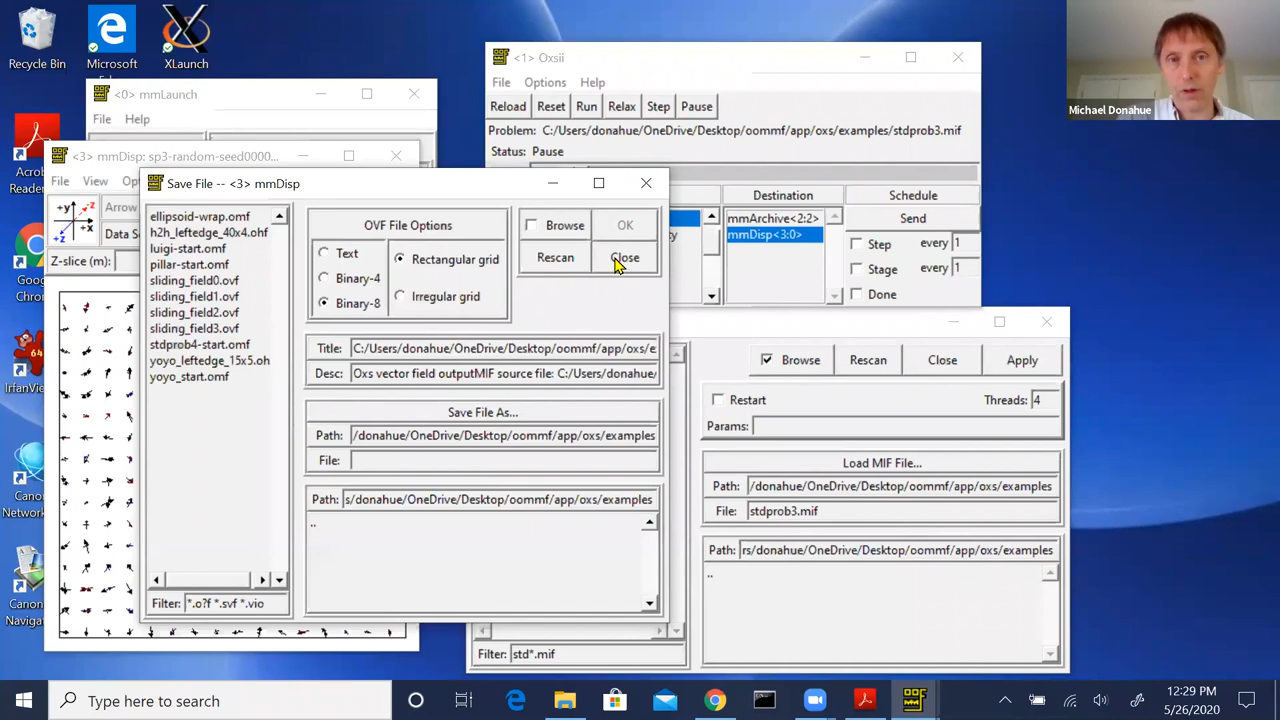 Recycle Bin
Microsoft
XLaunch
<0> mmLaunch
File Help
<1> Oxsii
File Options Help
Reload Reset Run Relax Step Pause
Problem: C:/Users/donahue/OneDrive/Desktop/oommf/app/oxs/examples/stdprob3.mif
Status: Pause
Destination Schedule
mmArchive<2:2>
mmDisp<3:0>
Send
Step every 1
Stage every 1
Done
Michael Donahue
<3> mmDisp: sp3-random-seed0000...
File View
+y -z +x +z
Arrow
Data S
Z-slice (m):
Reader
Canon
Canon
Save File -- <3> mmDisp
ellipsoid-wrap.omf
h2h_leftedge_40x4.ohf
luigi-start.omf
pillar-start.omf
sliding_field0.ovf
sliding_field1.ovf
sliding_field2.ovf
sliding_field3.ovf
stdprob4-start.omf
yoyo_leftedge_15x5.oh
yoyo_start.omf
Filter: *.o?f *.svf *.vio
OVF File Options
Text
Binary-4
Binary-8
Rectangular grid
Irregular grid
Browse OK
Rescan Close
Title: C:/Users/donahue/OneDrive/Desktop/oommf/app/oxs/e
Desc: Oxs vector field outputMIF source file: C:/Users/donahue/
Save File As...
Path: /donahue/OneDrive/Desktop/oommf/app/oxs/examples
File:
Path: s/donahue/OneDrive/Desktop/oommf/app/oxs/examples
..
Browse Rescan Close Apply
Restart Threads: 4
Params:
Load MIF File...
Path: /donahue/OneDrive/Desktop/oommf/app/oxs/examples
File: stdprob3.mif
Path: rs/donahue/OneDrive/Desktop/oommf/app/oxs/examples
..
Filter: std*.mif
Type here to search
12:29 PM
5/26/2020